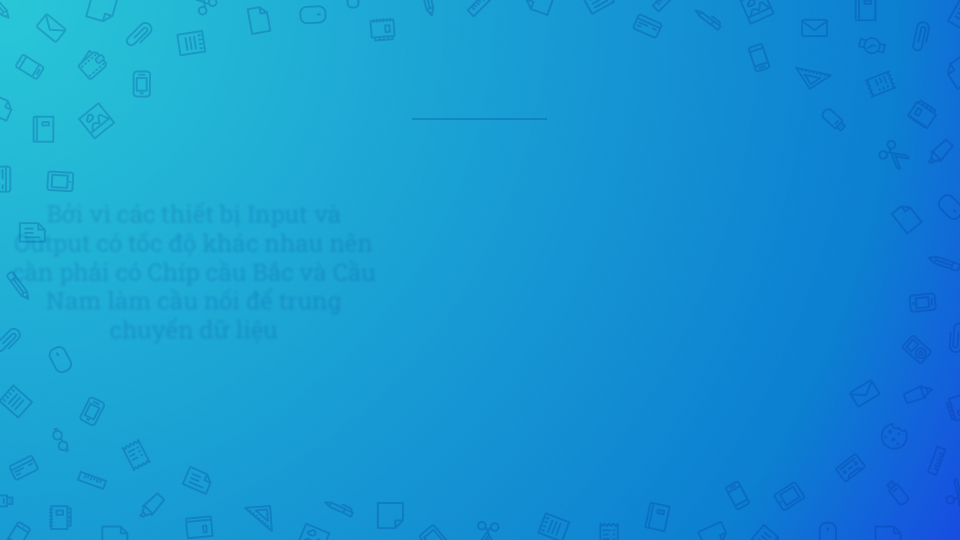 Bởi vì các thiết bị Input và
Output có tốc độ khác nhau nên
cần phải có Chip cầu Bắc và Cầu
Nam làm cầu nối để trung
chuyển dữ liệu